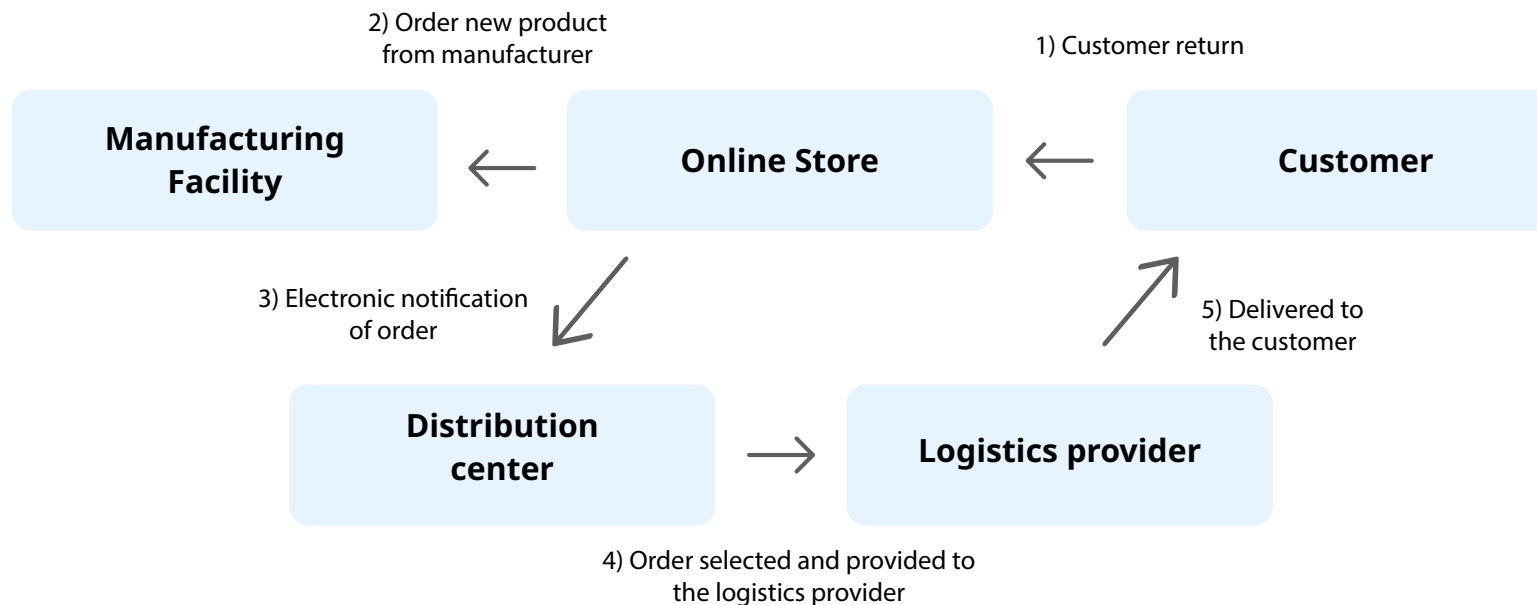 2) Order new product
from manufacturer
1) Customer return
Manufacturing
Facility
Online Store
Customer
3) Electronic notification
of order
5) Delivered to
the customer
Distribution
center
Logistics provider
4) Order selected and provided to
the logistics provider